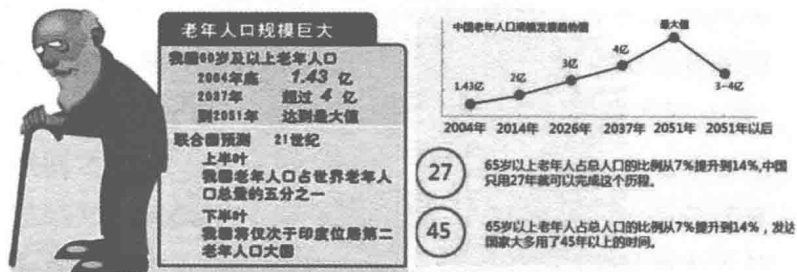 老年人口规模巨大
我国60岁及以上老年人口
2004年底 1.43 亿
2037年 超过 4 亿
到2051年 达到最大值
联合国预测 21世纪
上半叶
我国老年人口占世界老年人
口总量的五分之一
下半叶
我国将仅次于印度位居第二
老年人口大国
中国老年人口规模发展趋势图
1.43亿
2亿
3亿
4亿
最大值
3-4亿
2004年 2014年 2026年 2037年 2051年 2051年以后
27
65岁以上老年人占总人口的比例从7%提升到14%,中国
只用27年就可以完成这个历程。
45
65岁以上老年人占总人口的比例从7%提升到14%，发达
国家大多用了45年以上的时间。